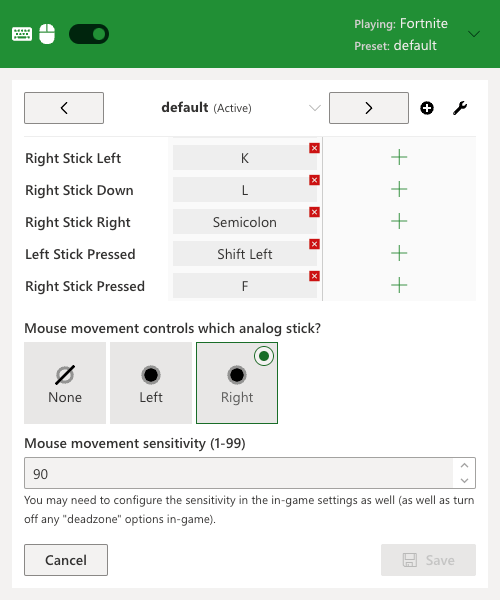 Playing: Fortnite
Preset: default
default (Active)
Right Stick Left K
Right Stick Down L
Right Stick Right Semicolon
Left Stick Pressed Shift Left
Right Stick Pressed F
Mouse movement controls which analog stick?
None Left Right
Mouse movement sensitivity (1-99)
90
You may need to configure the sensitivity in the in-game settings as well (as well as turn
off any "deadzone" options in-game).
Cancel Save